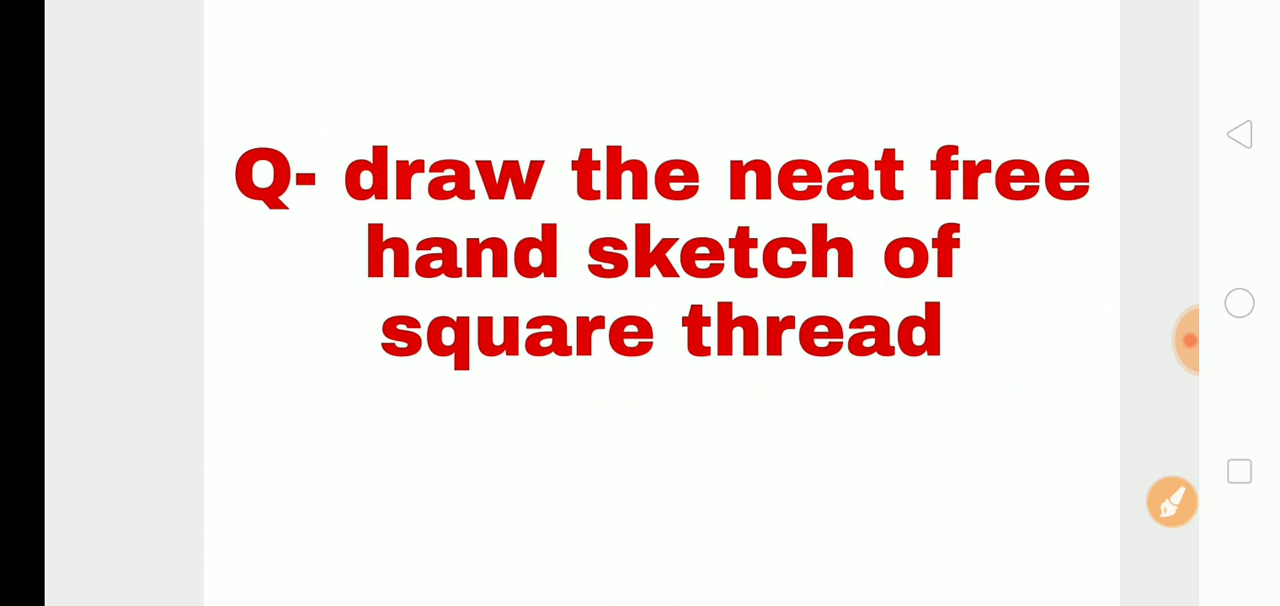 Q- draw the neat free
hand sketch of
square thread